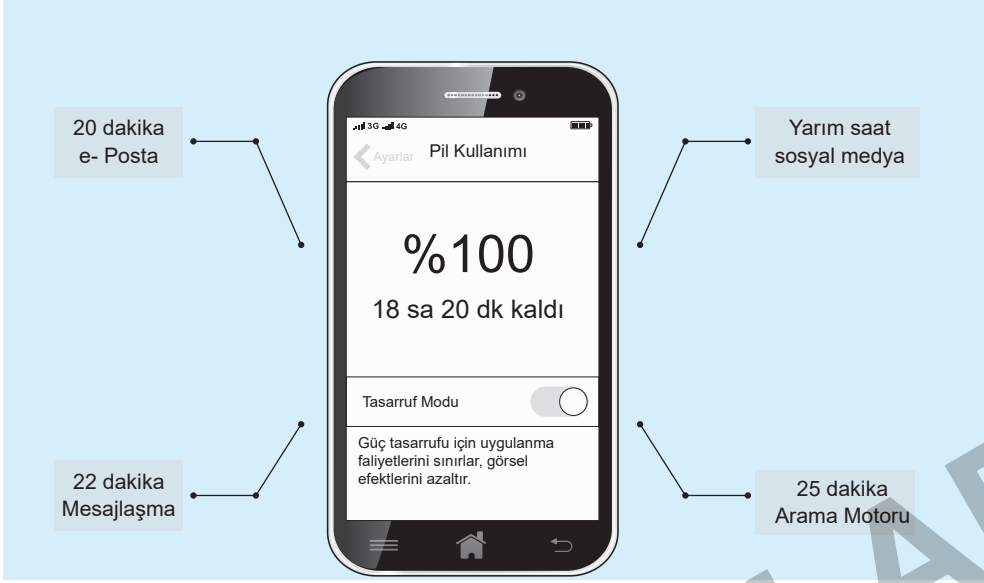 20 dakika
e- Posta
Yarım saat
sosyal medya
3G 4G
Ayarlar Pil Kullanımı
%100
18 sa 20 dk kaldı
Tasarruf Modu
Güç tasarrufu için uygulanma
faliyetlerini sınırlar, görsel
efektlerini azaltır.
22 dakika
Mesajlaşma
25 dakika
Arama Motoru